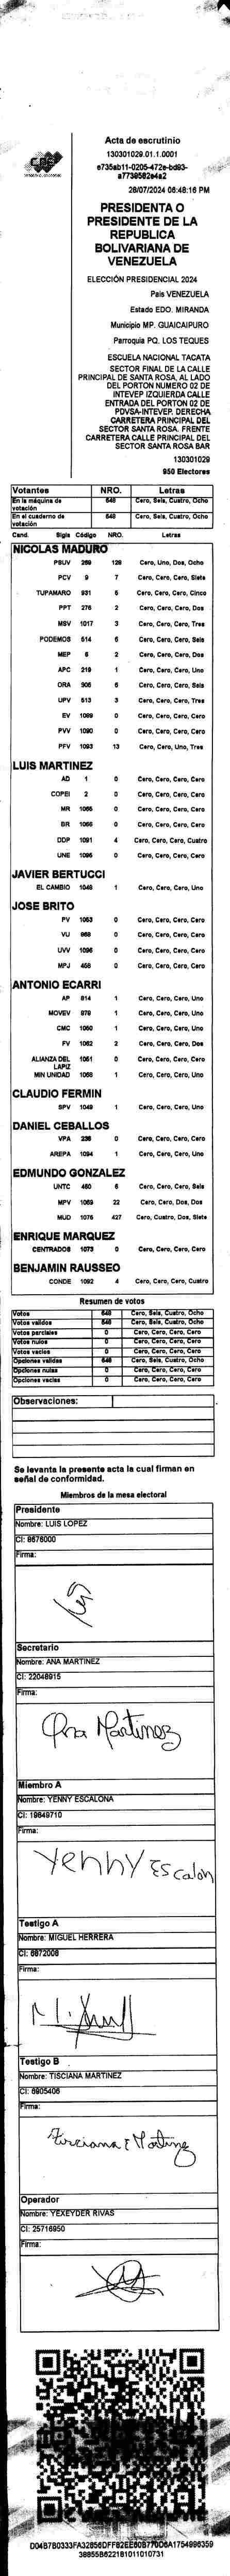 CNE
Acta de escrutinio
130301029.01.1.0001
e735ab11-0205-472e-bd93-
a7739582e4a2
28/07/2024 06:48:16 PM
PRESIDENTA O
PRESIDENTE DE LA
REPUBLICA
BOLIVARIANA DE
VENEZUELA
ELECCIÓN PRESIDENCIAL 2024
Pais VENEZUELA
Estado EDO. MIRANDA
Municipio MP. GUAICAIPURO
Parroquia PQ. LOS TEQUES
ESCUELA NACIONAL TACATA
SECTOR FINAL DE LA CALLE
PRINCIPAL DE SANTA ROSA. AL LADO
DEL PORTON NUMERO 02 DE
INTEVEP IZQUIERDA CALLE
ENTRADA DEL PORTON 02 DE
PDVSA-INTEVEP. DERECHA
CARRETERA PRINCIPAL DEL
SECTOR SANTA ROSA. FRENTE
CARRETERA CALLE PRINCIPAL DEL
SECTOR SANTA ROSA BAR
130301029
950 Electores
Votantes NRO. Letras
En la máquina de votación 648 Cero, Seis, Cuatro, Ocho
En el cuaderno de votación 648 Cero, Seis, Cuatro, Ocho
Cand. Sigla Código NRO. Letras
NICOLAS MADURO
PSUV 269 128 Cero, Uno, Dos, Ocho
PCV 9 7 Cero, Cero, Cero, Siete
TUPAMARO 931 5 Cero, Cero, Cero, Cinco
PPT 276 2 Cero, Cero, Cero, Dos
MSV 1017 3 Cero, Cero, Cero, Tres
PODEMOS 514 6 Cero, Cero, Cero, Seis
MEP 6 2 Cero, Cero, Cero, Dos
APC 219 1 Cero, Cero, Cero, Uno
ORA 906 6 Cero, Cero, Cero, Seis
UPV 513 3 Cero, Cero, Cero, Tres
EV 1089 0 Cero, Cero, Cero, Cero
PVV 1090 0 Cero, Cero, Cero, Cero
PFV 1093 13 Cero, Cero, Uno, Tres
LUIS MARTINEZ
AD 1 0 Cero, Cero, Cero, Cero
COPEI 2 0 Cero, Cero, Cero, Cero
MR 0 Cero, Cero, Cero, Cero
BR 1066 0 Cero, Cero, Cero, Cero
DDP 1091 4 Cero, Cero, Cero, Cuatro
UNE 0 Cero, Cero, Cero, Cero
JAVIER BERTUCCI
EL CAMBIO 1048 1 Cero, Cero, Cero, Uno
JOSE BRITO
PV 1053 0 Cero, Cero, Cero, Cero
VU 968 0 Cero, Cero, Cero, Cero
UVV 0 Cero, Cero, Cero, Cero
MPJ 458 0 Cero, Cero, Cero, Cero
ANTONIO ECARRI
AP 814 1 Cero, Cero, Cero, Uno
MOVEV 1 Cero, Cero, Cero, Uno
CMC 1050 1 Cero, Cero, Cero, Uno
FV 1062 2 Cero, Cero, Cero, Dos
ALIANZA DEL LAPIZ 1051 0 Cero, Cero, Cero, Cero
MIN UNIDAD 1058 1 Cero, Cero, Cero, Uno
CLAUDIO FERMIN
SPV 1049 1 Cero, Cero, Cero, Uno
DANIEL CEBALLOS
VPA 236 0 Cero, Cero, Cero, Cero
AREPA 1094 1 Cero, Cero, Cero, Uno
EDMUNDO GONZALEZ
UNTC 460 6 Cero, Cero, Cero, Seis
MPV 1069 22 Cero, Cero, Dos, Dos
MUD 1076 427 Cero, Cuatro, Dos, Siete
ENRIQUE MARQUEZ
CENTRADOS 1073 0 Cero, Cero, Cero, Cero
BENJAMIN RAUSSEO
CONDE 1092 4 Cero, Cero, Cero, Cuatro
Resumen de votos
Votos 648 Cero, Seis, Cuatro, Ocho
Votos validos 648 Cero, Seis, Cuatro, Ocho
Votos parciales 0 Cero, Cero, Cero, Cero
Votos nulos 0 Cero, Cero, Cero, Cero
Votos vacios 0 Cero, Cero, Cero, Cero
Opciones validas 648 Cero, Seis, Cuatro, Ocho
Opciones nulas 0 Cero, Cero, Cero, Cero
Opciones vacias 0 Cero, Cero, Cero, Cero
Observaciones:
Se levanta la presente acta la cual firman en
señal de conformidad.
Miembros de la mesa electoral
Presidente
Nombre: LUIS LOPEZ
CI: 8676000
Firma:
Secretario
Nombre: ANA MARTINEZ
CI: 22048915
Firma:
Ana Martinez
Miembro A
Nombre: YENNY ESCALONA
CI: 19849710
Firma:
Yenny Escalon
Testigo A
Nombre: MIGUEL HERRERA
CI: 6872008
Firma:
Testigo B
Nombre: TISCIANA MARTINEZ
CI: 6905406
Firma:
Tisciana E Martinez
Operador
Nombre: YEXEYDER RIVAS
CI: 25716950
Firma:
D04B7B0333FA32856DFF82EE60B770D6A1754996359
38855B6221B1011010731